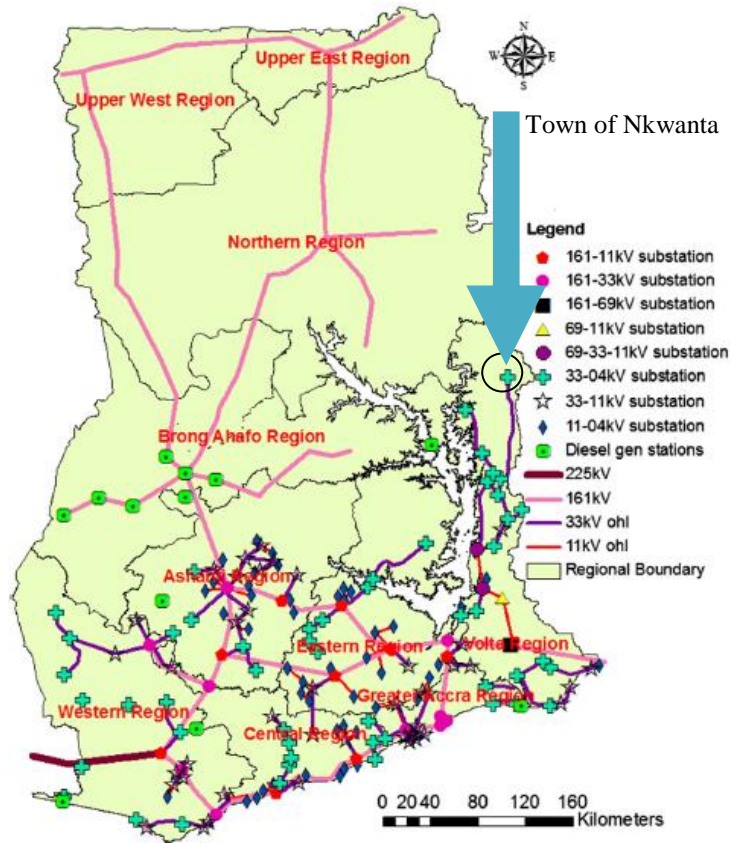 Upper East Region
Upper West Region
N
W E
S
Town of Nkwanta
Northern Region
Brong Ahafo Region
Ashanti Region
Eastern Region
Volta Region
Greater Accra Region
Western Region
Central Region
Legend
161-11kV substation
161-33kV substation
161-69kV substation
69-11kV substation
69-33-11kV substation
33-04kV substation
33-11kV substation
11-04kV substation
Diesel gen stations
225kV
161kV
33kV ohl
11kV ohl
Regional Boundary
0 20 40 80 120 160
Kilometers